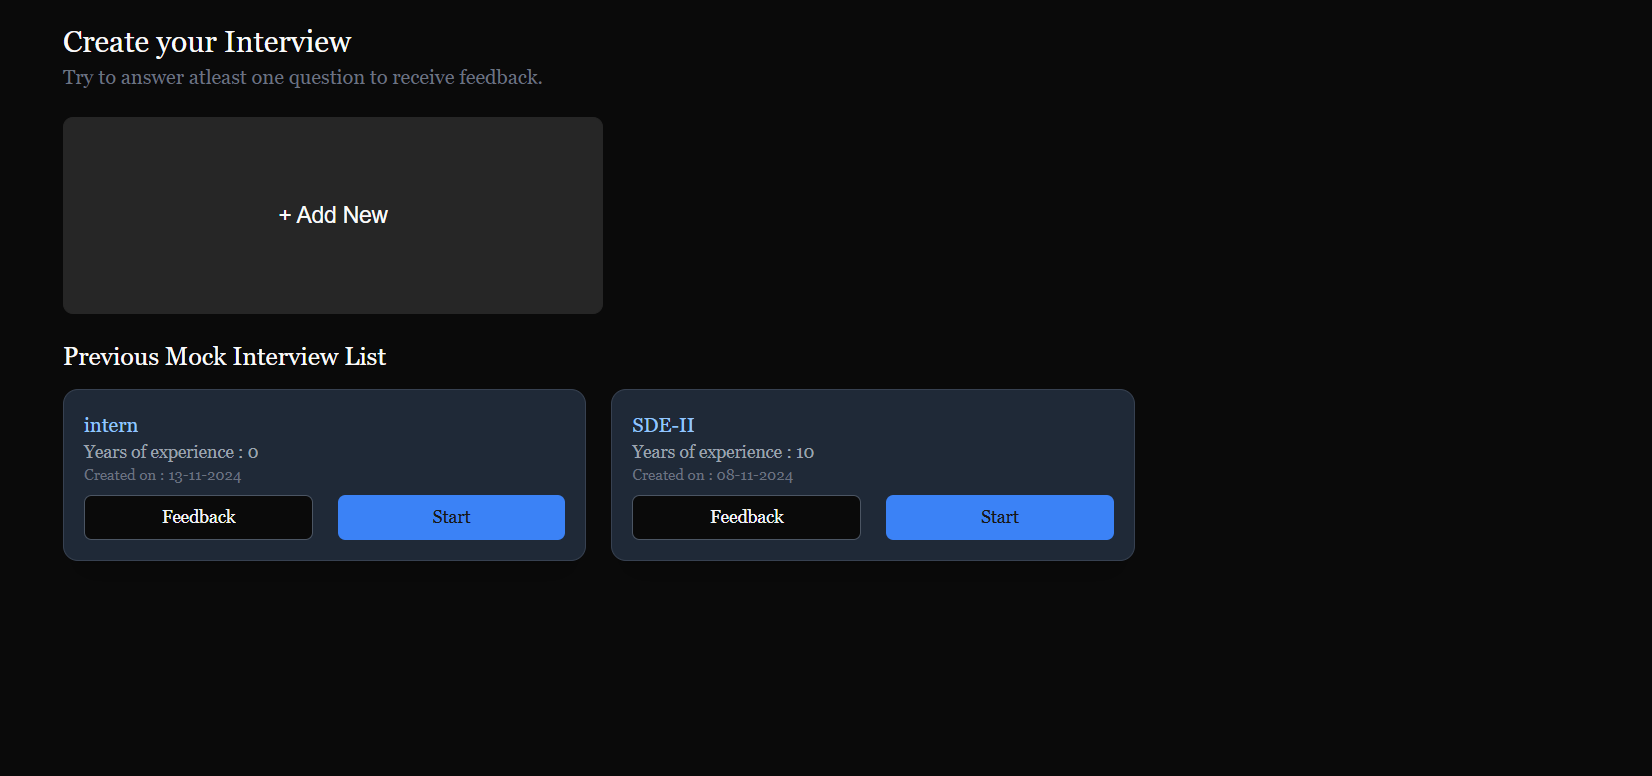 Create your Interview
Try to answer atleast one question to receive feedback.
+ Add New
Previous Mock Interview List
intern
Years of experience : 0
Created on : 13-11-2024
Feedback
Start
SDE-II
Years of experience : 10
Created on : 08-11-2024
Feedback
Start